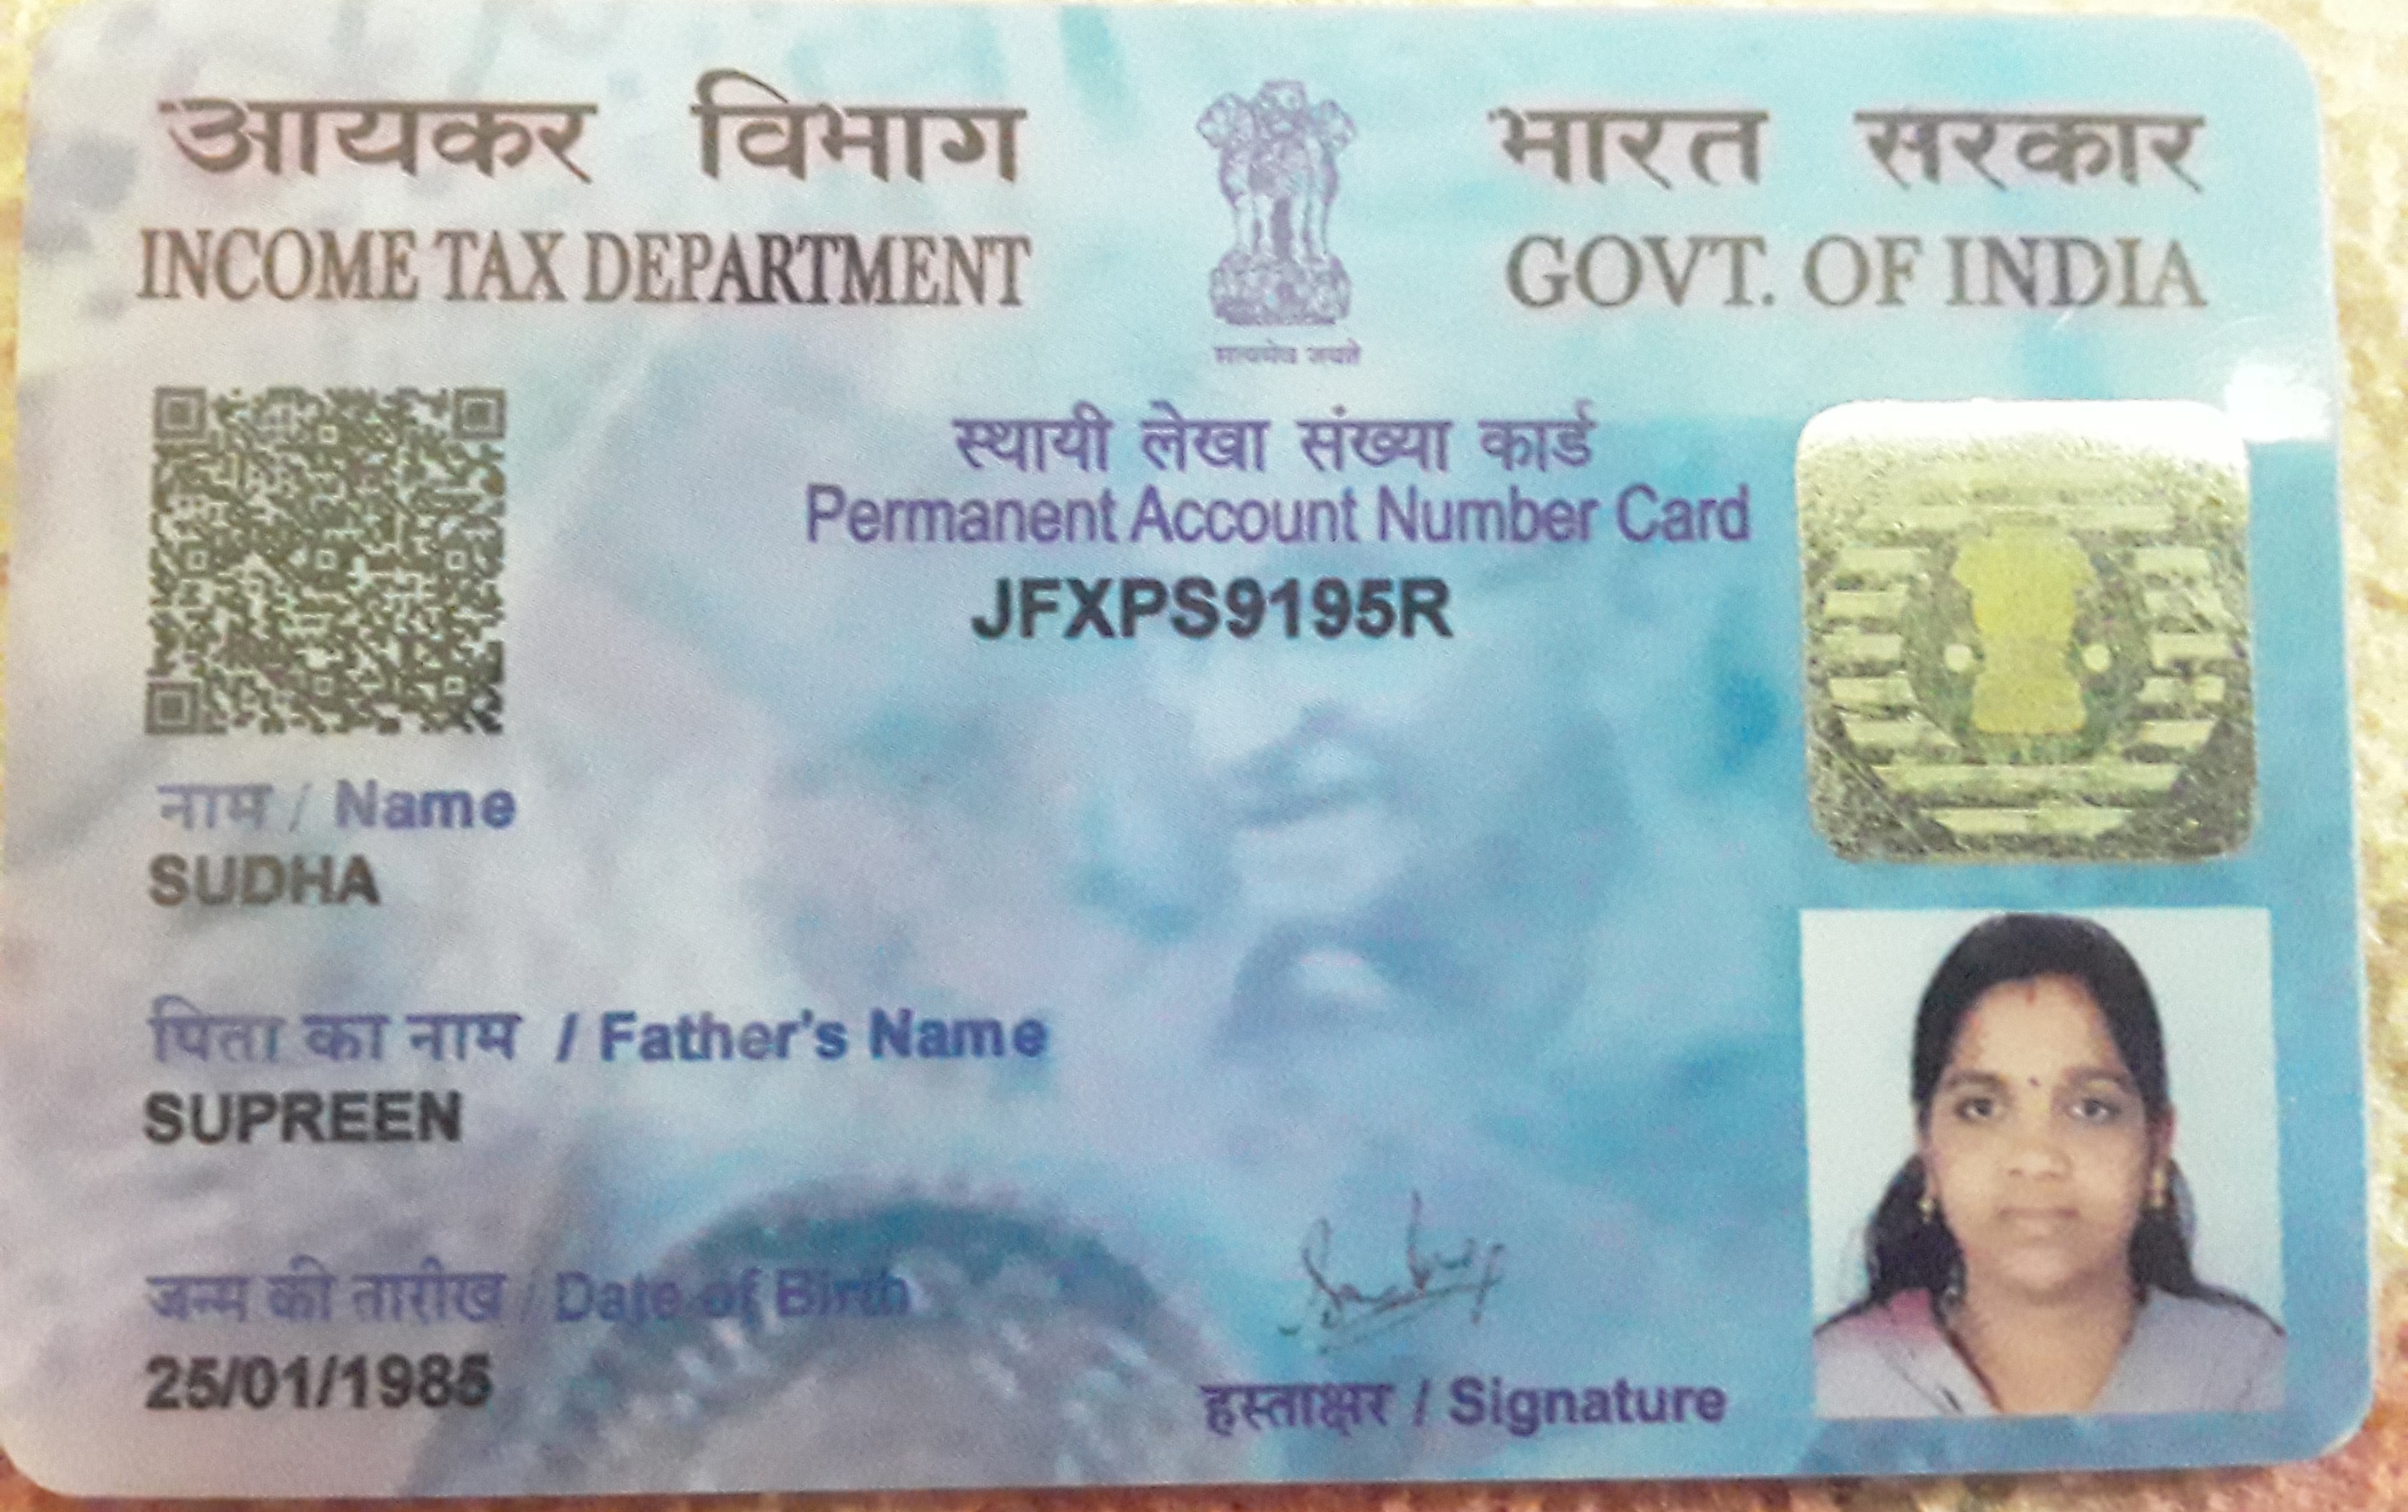 आयकर विभाग
INCOME TAX DEPARTMENT
सत्यमेव जयते
भारत सरकार
GOVT. OF INDIA
स्थायी लेखा संख्या कार्ड
Permanent Account Number Card
JFXPS9195R
नाम / Name
SUDHA
पिता का नाम / Father's Name
SUPREEN
जन्म की तारीख / Date of Birth
25/01/1985
हस्ताक्षर / Signature